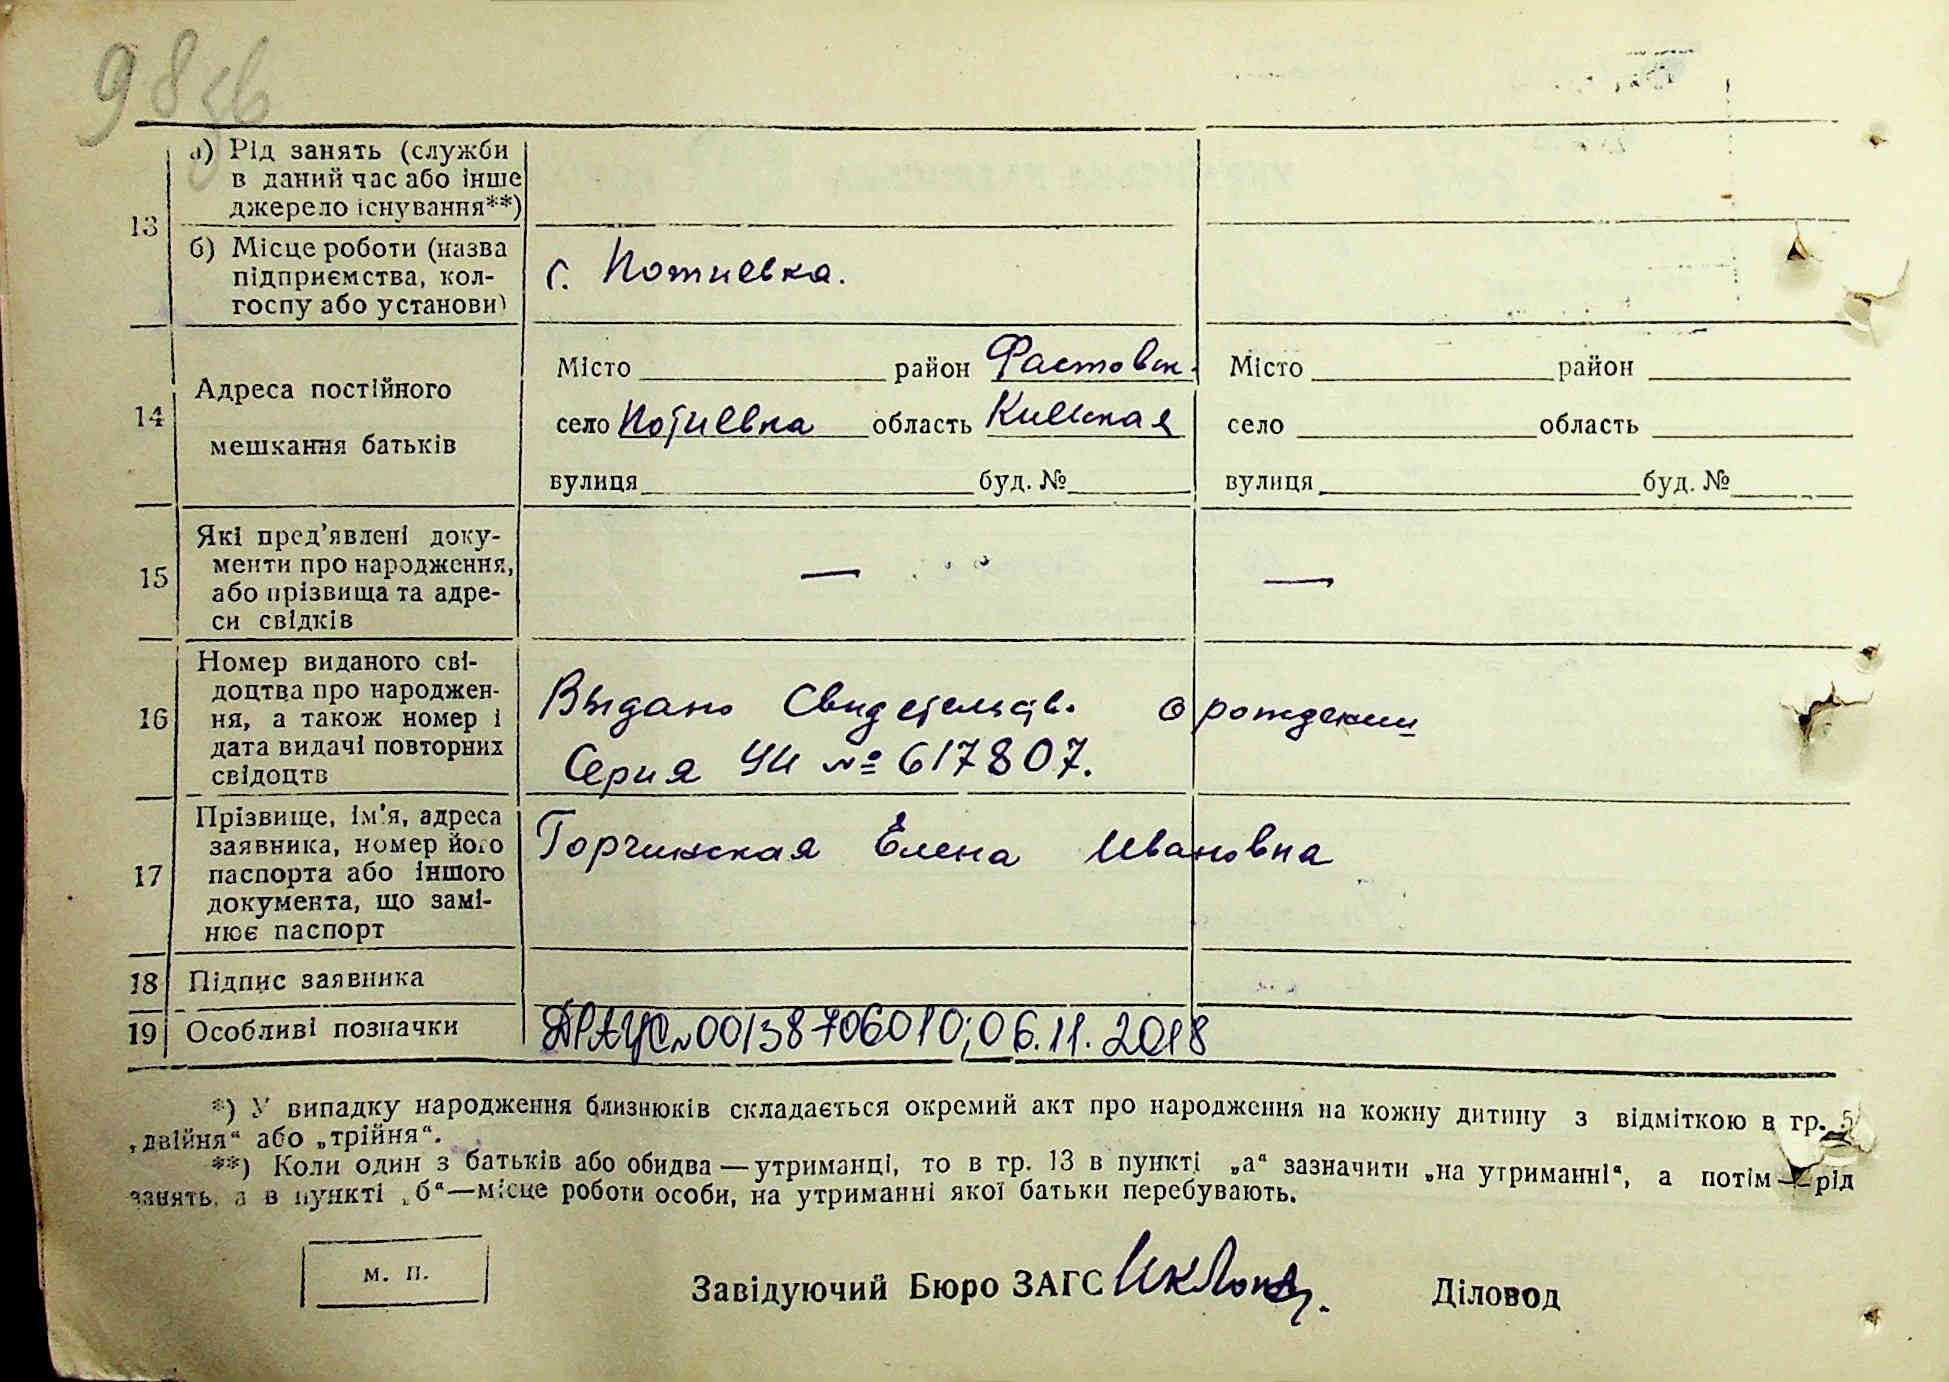 98зв
13 а) Рід занять (служби
в даний час або інше
джерело існування**)
б) Місце роботи (назва
підприємства, кол-
госпу або установи)
с. Потиевка.
14 Адреса постійного
мешкання батьків
Місто район Фастовск.
село Потиевка область Киевская
вулиця буд. №
Місто район
село область
вулиця буд. №
15 Які пред'явлені доку-
менти про народження,
або прізвища та адре-
си свідків
— —
16 Номер виданого сві-
доцтва про народжен-
ня, а також номер і
дата видачі повторних
свідоцтв
Выдано Свидетельств. о рождении
Серия УИ № 617807.
17 Прізвище, ім'я, адреса
заявника, номер його
паспорта або іншого
документа, що замі-
нює паспорт
Горчинская Елена Ивановна
18 Підпис заявника
19 Особливі позначки
ДРАЦС №00138706010; 06.11.2018
*) У випадку народження близнюків складається окремий акт про народження на кожну дитину з відміткою в гр. 5
„двійня“ або „трійня“.
**) Коли один з батьків або обидва — утриманці, то в гр. 13 в пункті „а“ зазначити „на утриманні“, а потім — рід
занять, а в пункті „б“—місце роботи особи, на утриманні якої батьки перебувають.
М. П.
Завідуючий Бюро ЗАГС
Діловод